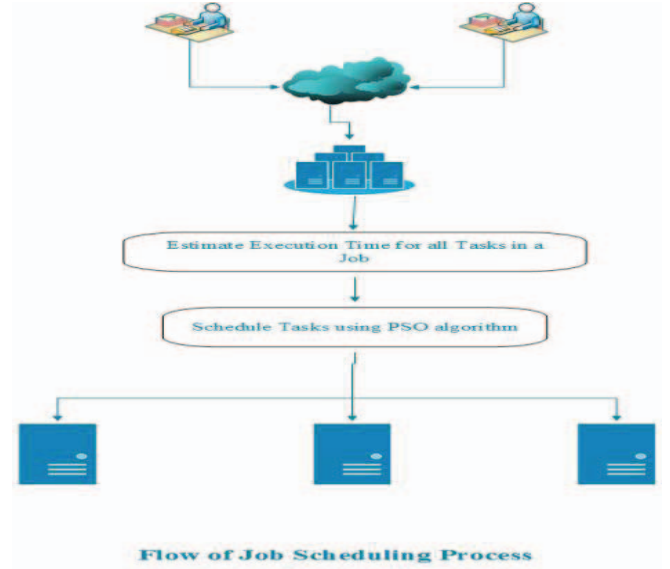 Estimate Execution Time for all Tasks in a
Job
Schedule Tasks using PSO algorithm
Flow of Job Scheduling Process